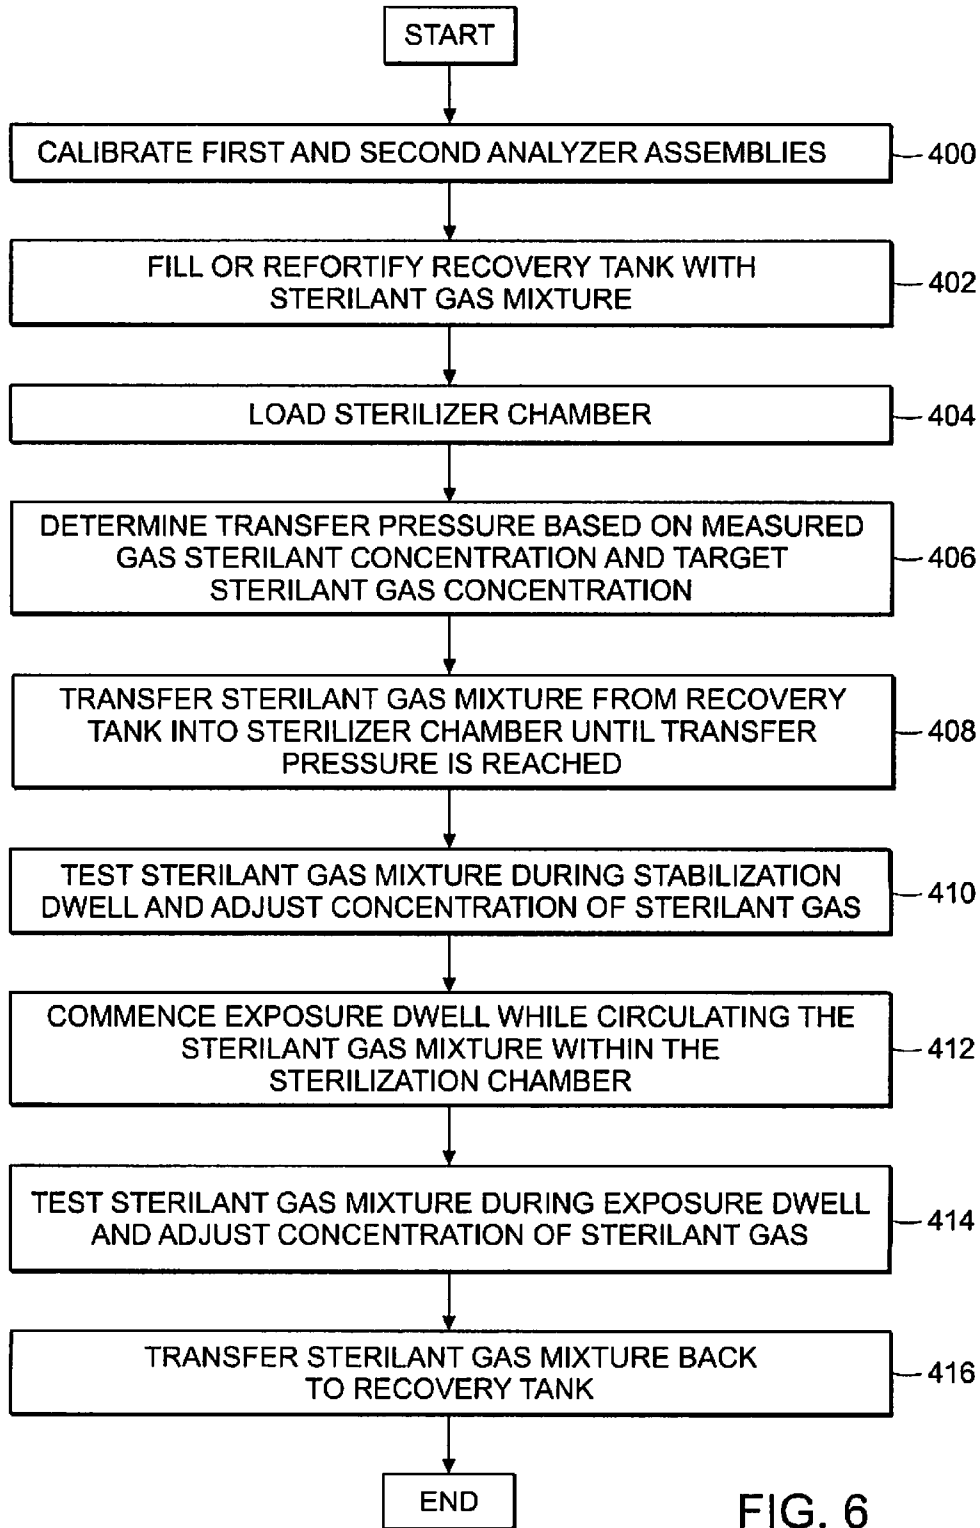 START
CALIBRATE FIRST AND SECOND ANALYZER ASSEMBLIES
400
FILL OR REFORTIFY RECOVERY TANK WITH
STERILANT GAS MIXTURE
402
LOAD STERILIZER CHAMBER
404
DETERMINE TRANSFER PRESSURE BASED ON MEASURED
GAS STERILANT CONCENTRATION AND TARGET
STERILANT GAS CONCENTRATION
406
TRANSFER STERILANT GAS MIXTURE FROM RECOVERY
TANK INTO STERILIZER CHAMBER UNTIL TRANSFER
PRESSURE IS REACHED
408
TEST STERILANT GAS MIXTURE DURING STABILIZATION
DWELL AND ADJUST CONCENTRATION OF STERILANT GAS
410
COMMENCE EXPOSURE DWELL WHILE CIRCULATING THE
STERILANT GAS MIXTURE WITHIN THE
STERILIZATION CHAMBER
412
TEST STERILANT GAS MIXTURE DURING EXPOSURE DWELL
AND ADJUST CONCENTRATION OF STERILANT GAS
414
TRANSFER STERILANT GAS MIXTURE BACK
TO RECOVERY TANK
416
END
FIG. 6